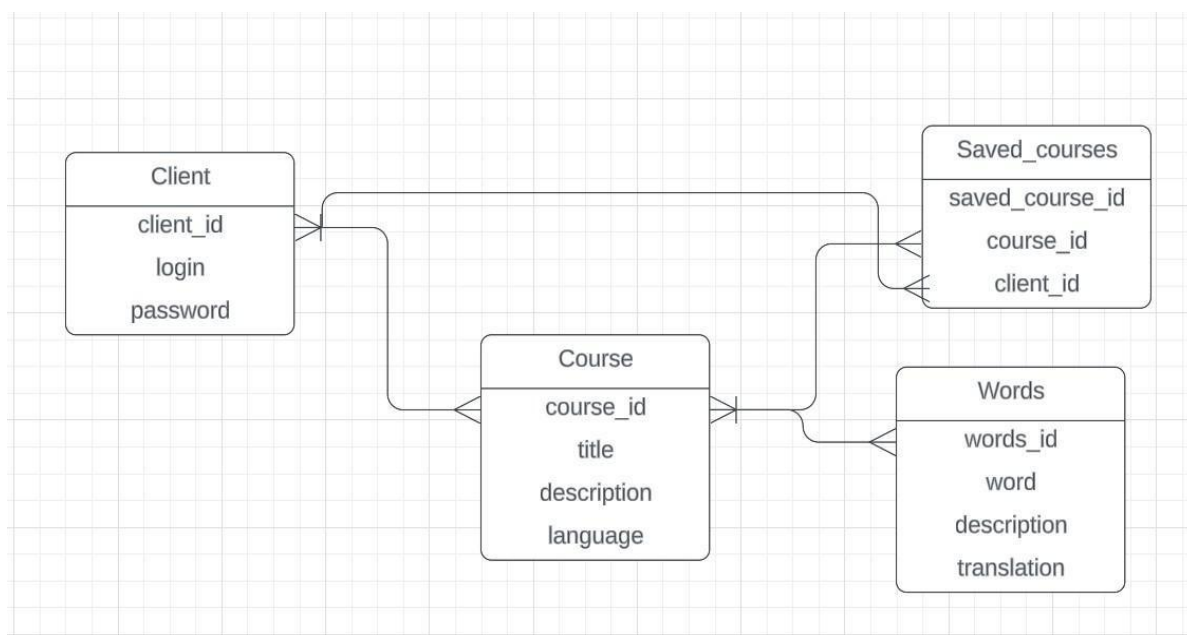 Client
client_id
login
password
Course
course_id
title
description
language
Saved_courses
saved_course_id
course_id
client_id
Words
words_id
word
description
translation